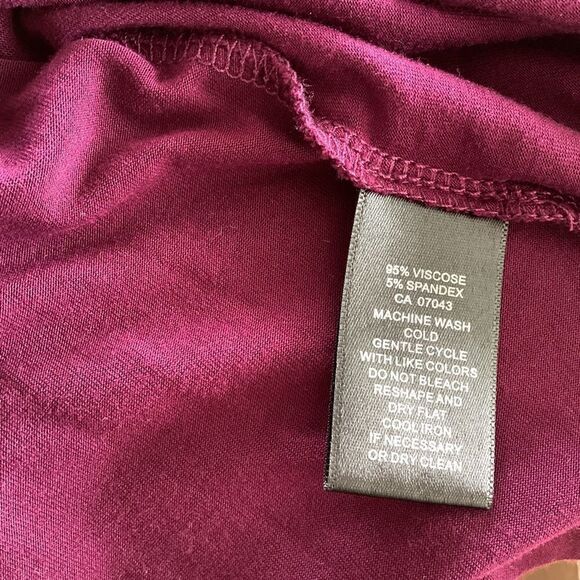 95% VISCOSE
5% SPANDEX
CA 07043
MACHINE WASH
COLD
GENTLE CYCLE
WITH LIKE COLORS
DO NOT BLEACH
RESHAPE AND
DRY FLAT
COOL IRON
IF NECESSARY
OR DRY CLEAN